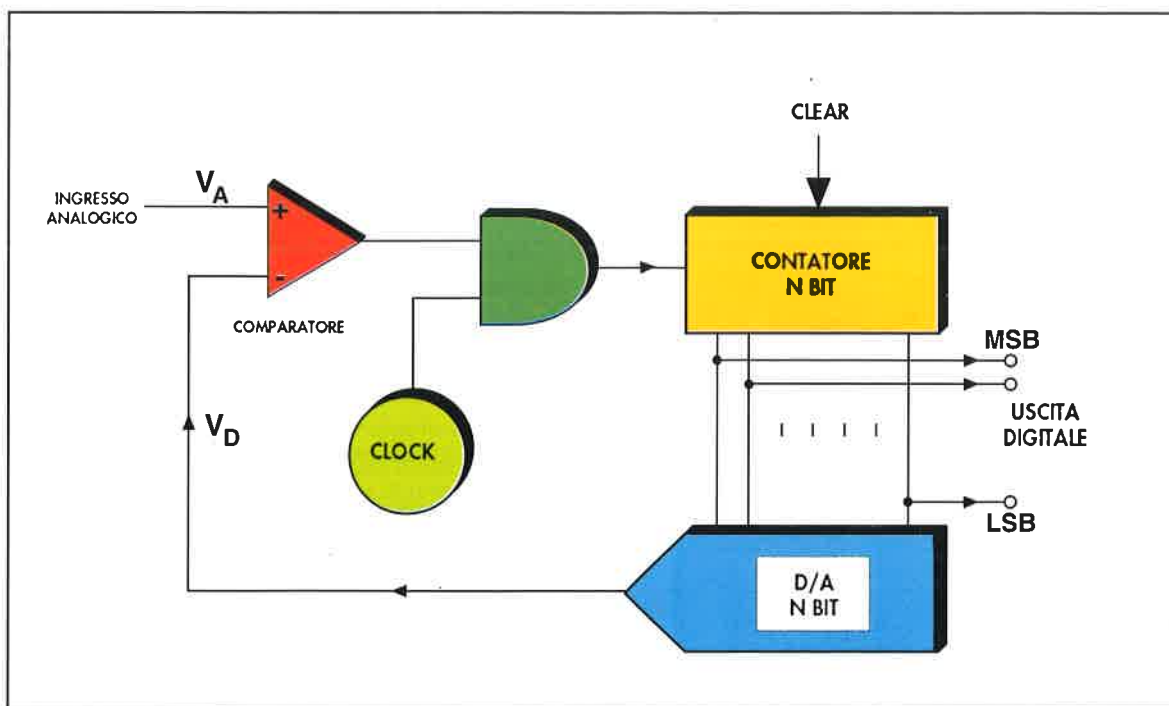 CLEAR
INGRESSO
ANALOGICO
V_A
+
-
COMPARATORE
CONTATORE
N BIT
MSB
USCITA
DIGITALE
LSB
V_D
CLOCK
D/A
N BIT